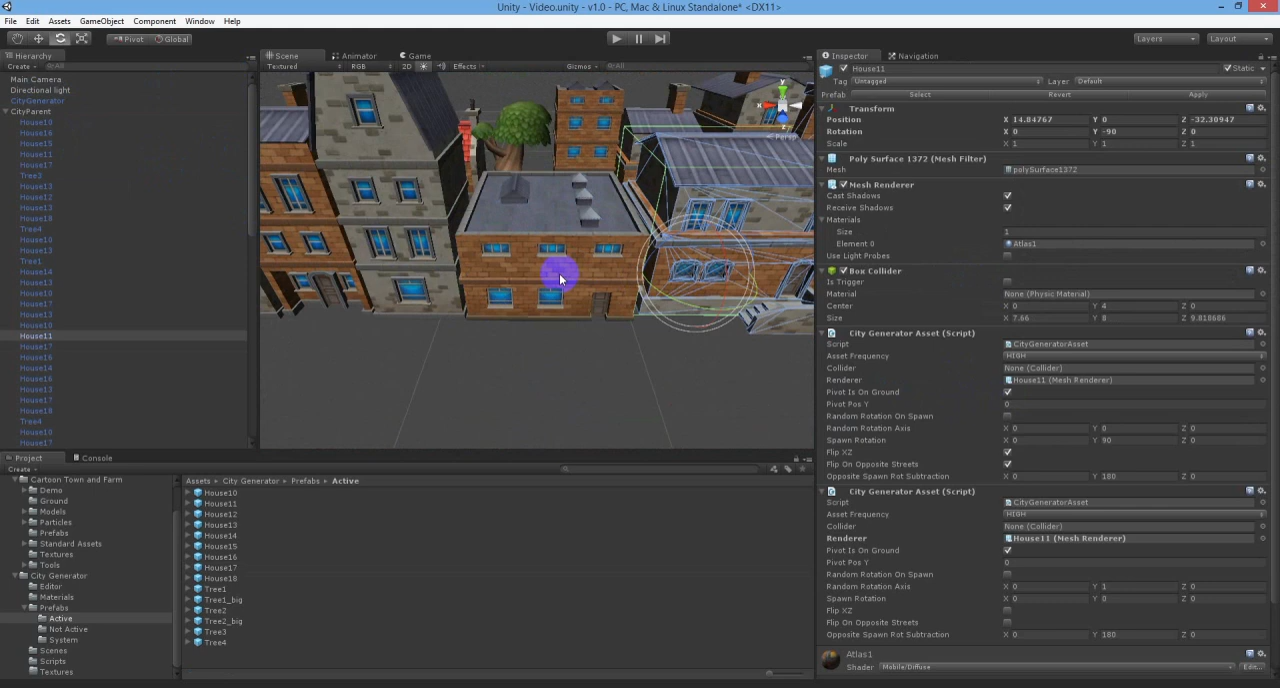 Unity - Video.unity - v1.0 - PC, Mac & Linux Standalone* <DX11>
File Edit Assets GameObject Component Window Help
Pivot Global
Layers Layout
Hierarchy
Create All
Main Camera
Directional light
CityGenerator
CityParent
House10
House16
House15
House11
House17
Tree3
House13
House12
House13
House18
Tree4
House10
House13
Tree1
House14
House13
House10
House17
House13
House10
House11
House17
House16
House14
House16
House13
House17
House18
Tree4
House10
House17
Scene Animator Game
Textured RGB 2D Effects Gizmos All
y
x
z
Persp
Inspector Navigation
House11 Static
Tag Untagged Layer Default
Prefab Select Revert Apply
Transform
Position X 14.84767 Y 0 Z -32.30947
Rotation X 0 Y -90 Z 0
Scale X 1 Y 1 Z 1
Poly Surface 1372 (Mesh Filter)
Mesh polySurface1372
Mesh Renderer
Cast Shadows
Receive Shadows
Materials
Size 1
Element 0 Atlas1
Use Light Probes
Box Collider
Is Trigger
Material None (Physic Material)
Center X 0 Y 4 Z 0
Size X 7.66 Y 8 Z 9.818686
City Generator Asset (Script)
Script CityGeneratorAsset
Asset Frequency HIGH
Collider None (Collider)
Renderer House11 (Mesh Renderer)
Pivot Is On Ground
Pivot Pos Y 0
Random Rotation On Spawn
Random Rotation Axis X 0 Y 0 Z 0
Spawn Rotation X 0 Y 90 Z 0
Flip XZ
Flip On Opposite Streets
Opposite Spawn Rot Subtraction X 0 Y 180 Z 0
City Generator Asset (Script)
Script CityGeneratorAsset
Asset Frequency HIGH
Collider None (Collider)
Renderer House11 (Mesh Renderer)
Pivot Is On Ground
Pivot Pos Y 0
Random Rotation On Spawn
Random Rotation Axis X 0 Y 1 Z 0
Spawn Rotation X 0 Y 0 Z 0
Flip XZ
Flip On Opposite Streets
Opposite Spawn Rot Subtraction X 0 Y 180 Z 0
Atlas1
Shader Mobile/Diffuse Edit...
Project Console
Create
Cartoon Town and Farm
Demo
Ground
Models
Particles
Prefabs
Standard Assets
Textures
Tools
City Generator
Editor
Materials
Prefabs
Active
Not Active
System
Scenes
Scripts
Textures
Assets City Generator Prefabs Active
House10
House11
House12
House13
House14
House15
House16
House17
House18
Tree1
Tree1_big
Tree2
Tree2_big
Tree3
Tree4